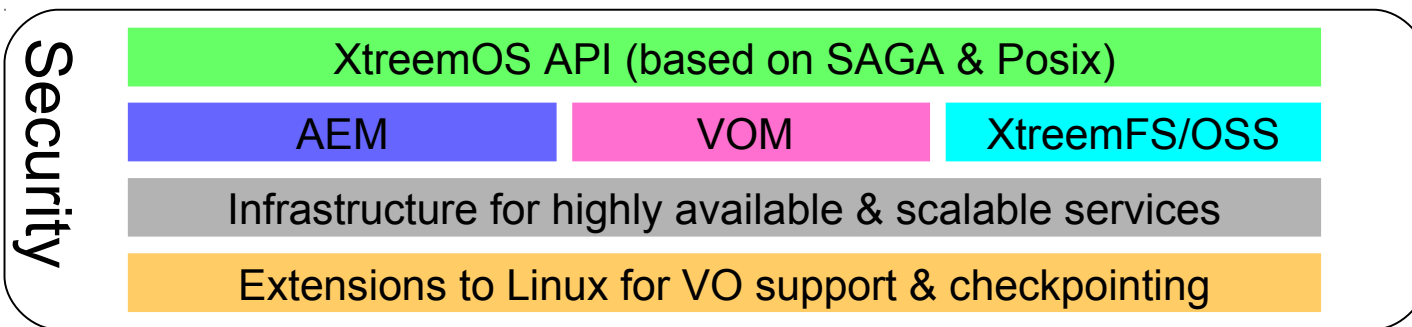 Security
XtreemOS API (based on SAGA & Posix)
AEM
VOM
XtreemFS/OSS
Infrastructure for highly available & scalable services
Extensions to Linux for VO support & checkpointing